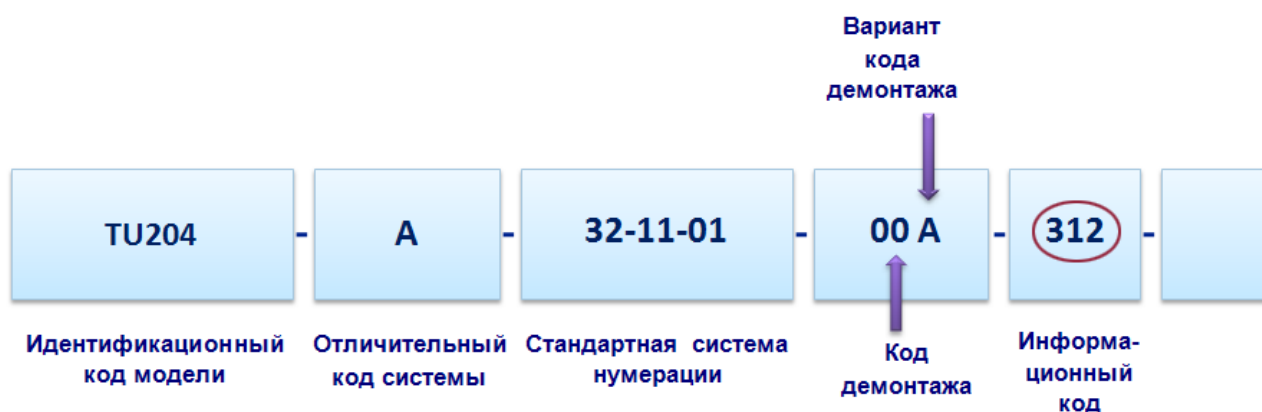 Вариант
кода
демонтажа
TU204 - A - 32-11-01 - 00 A - 312 -
Идентификационный
код модели
Отличительный
код системы
Стандартная система
нумерации
Код
демонтажа
Информа-
ционный
код